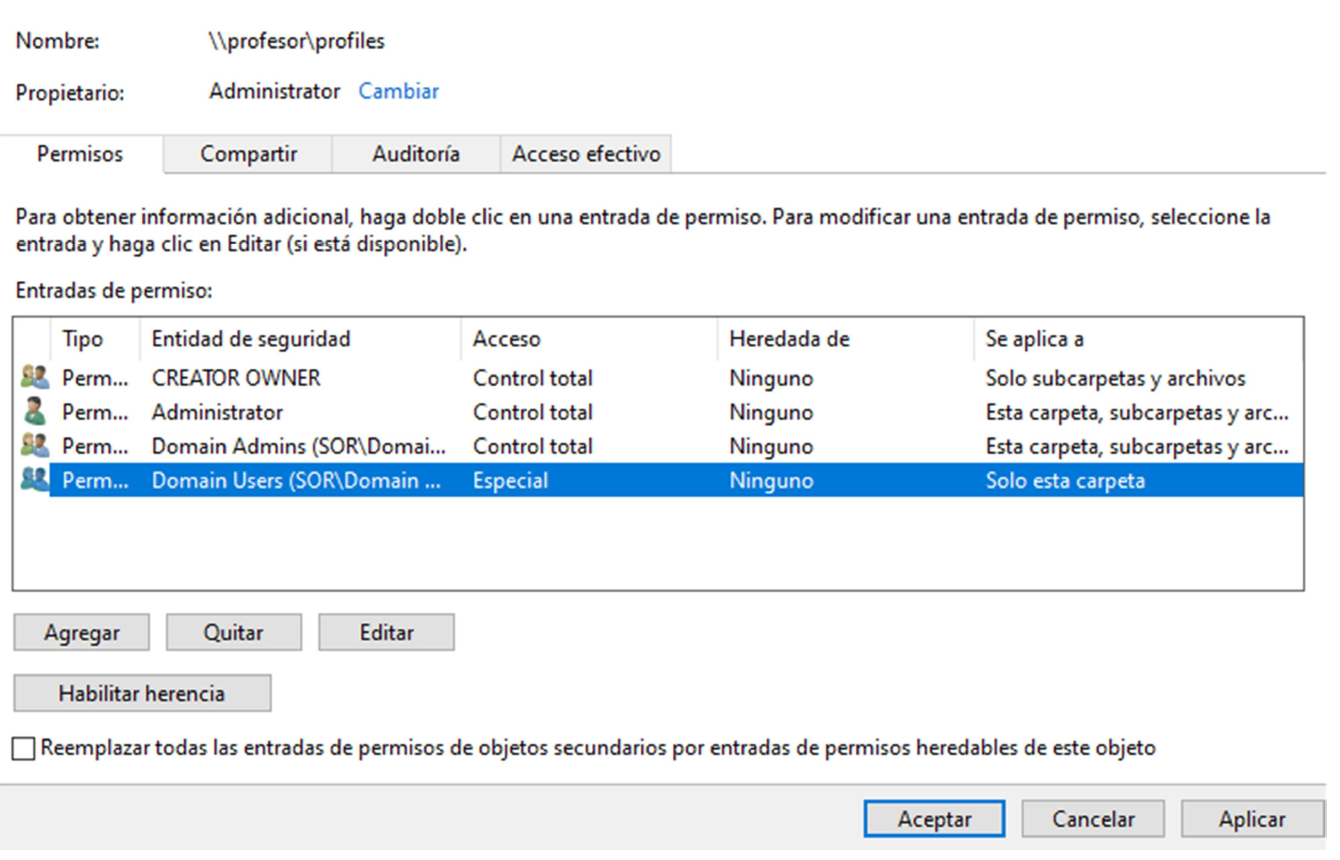 Nombre: \\profesor\profiles
Propietario: Administrator Cambiar
Permisos Compartir Auditoría Acceso efectivo
Para obtener información adicional, haga doble clic en una entrada de permiso. Para modificar una entrada de permiso, seleccione la
entrada y haga clic en Editar (si está disponible).
Entradas de permiso:
Tipo Entidad de seguridad Acceso Heredada de Se aplica a
Perm... CREATOR OWNER Control total Ninguno Solo subcarpetas y archivos
Perm... Administrator Control total Ninguno Esta carpeta, subcarpetas y arc...
Perm... Domain Admins (SOR\Domai... Control total Ninguno Esta carpeta, subcarpetas y arc...
Perm... Domain Users (SOR\Domain ... Especial Ninguno Solo esta carpeta
Agregar Quitar Editar
Habilitar herencia
Reemplazar todas las entradas de permisos de objetos secundarios por entradas de permisos heredables de este objeto
Aceptar Cancelar Aplicar